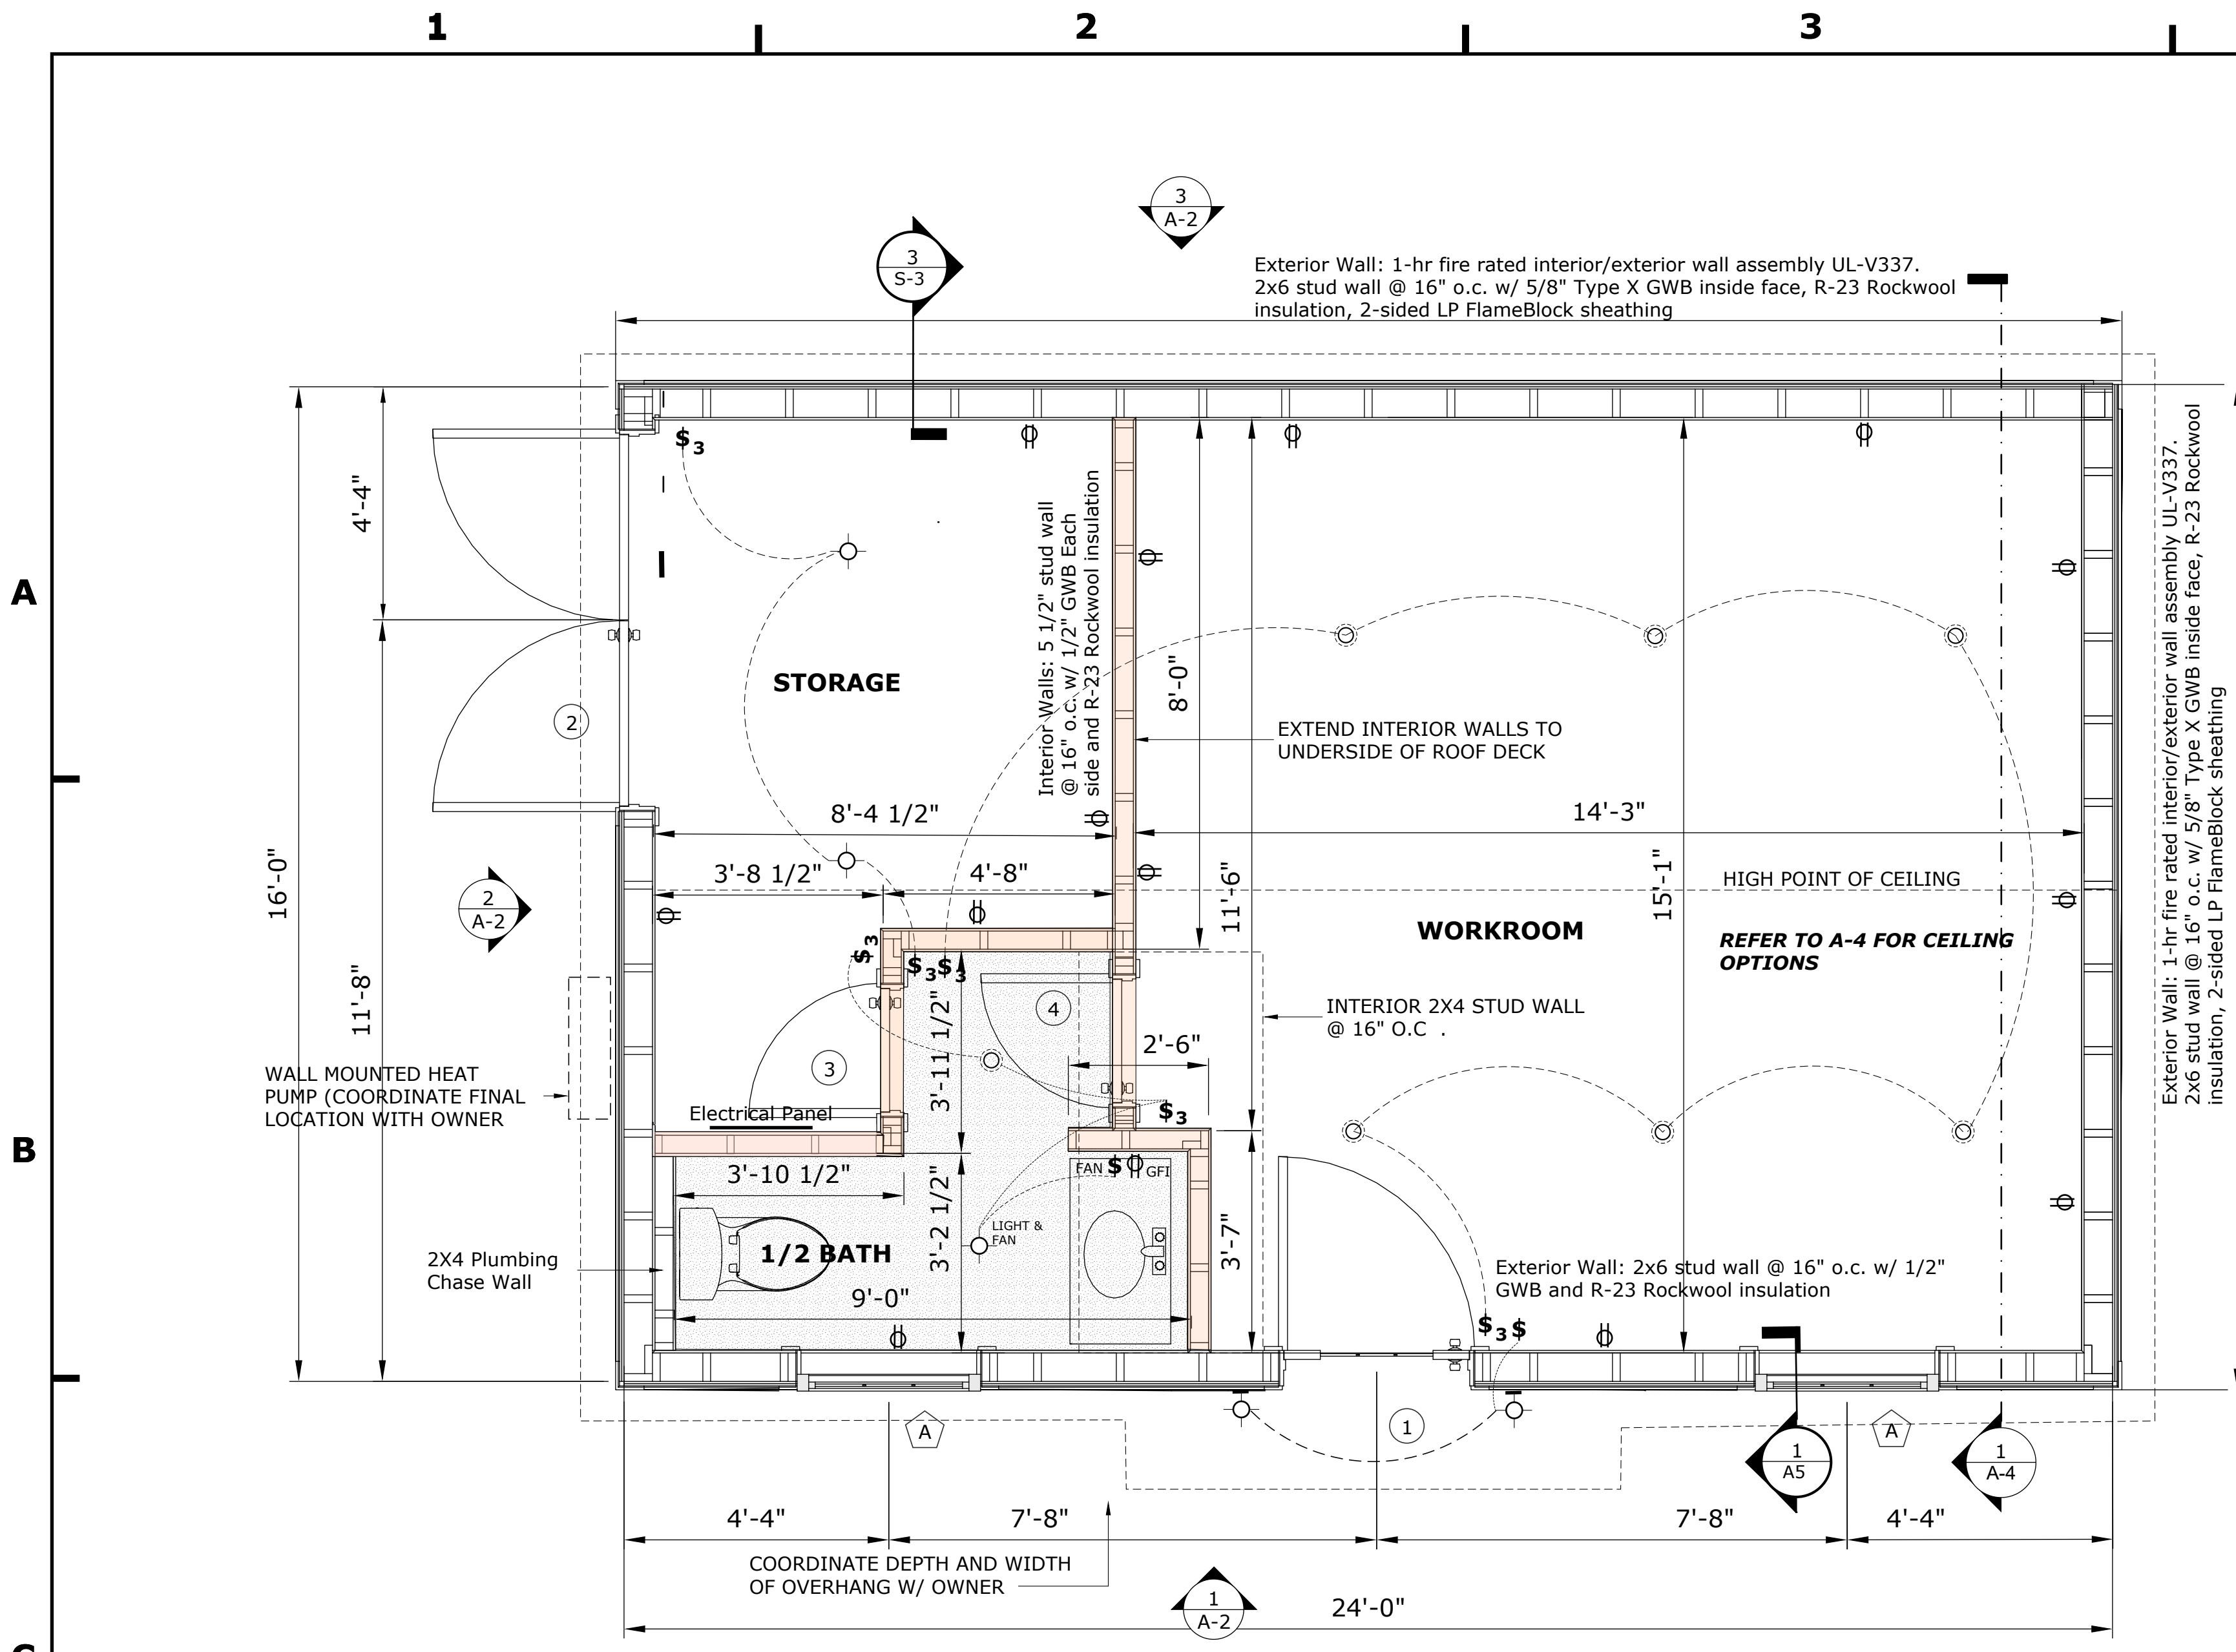 1
2
3
A
B
C
3
A-2
3
S-3
Exterior Wall: 1-hr fire rated interior/exterior wall assembly UL-V337.
2x6 stud wall @ 16" o.c. w/ 5/8" Type X GWB inside face, R-23 Rockwool
insulation, 2-sided LP FlameBlock sheathing
$3
4'-4"
16'-0"
11'-8"
2
STORAGE
Interior Walls: 5 1/2" stud wall
@ 16" o.c. w/ 1/2" GWB Each
side and R-23 Rockwool insulation
8'-0"
EXTEND INTERIOR WALLS TO
UNDERSIDE OF ROOF DECK
Exterior Wall: 1-hr fire rated interior/exterior wall assembly UL-V337.
2x6 stud wall @ 16" o.c. w/ 5/8" Type X GWB inside face, R-23 Rockwool
insulation, 2-sided LP FlameBlock sheathing
8'-4 1/2"
14'-3"
3'-8 1/2"
4'-8"
11'-6"
15'-1"
HIGH POINT OF CEILING
2
A-2
WORKROOM
REFER TO A-4 FOR CEILING
OPTIONS
$3
$3 $3
4
3'-11 1/2"
INTERIOR 2X4 STUD WALL
@ 16" O.C .
2'-6"
3
WALL MOUNTED HEAT
PUMP (COORDINATE FINAL
LOCATION WITH OWNER
Electrical Panel
$3
FAN $ GFI
3'-10 1/2"
3'-2 1/2"
LIGHT &
FAN
3'-7"
1/2 BATH
2X4 Plumbing
Chase Wall
9'-0"
Exterior Wall: 2x6 stud wall @ 16" o.c. w/ 1/2"
GWB and R-23 Rockwool insulation
$3 $
A
1
A
1
A5
1
A-4
4'-4"
7'-8"
7'-8"
4'-4"
COORDINATE DEPTH AND WIDTH
OF OVERHANG W/ OWNER
1
A-2
24'-0"